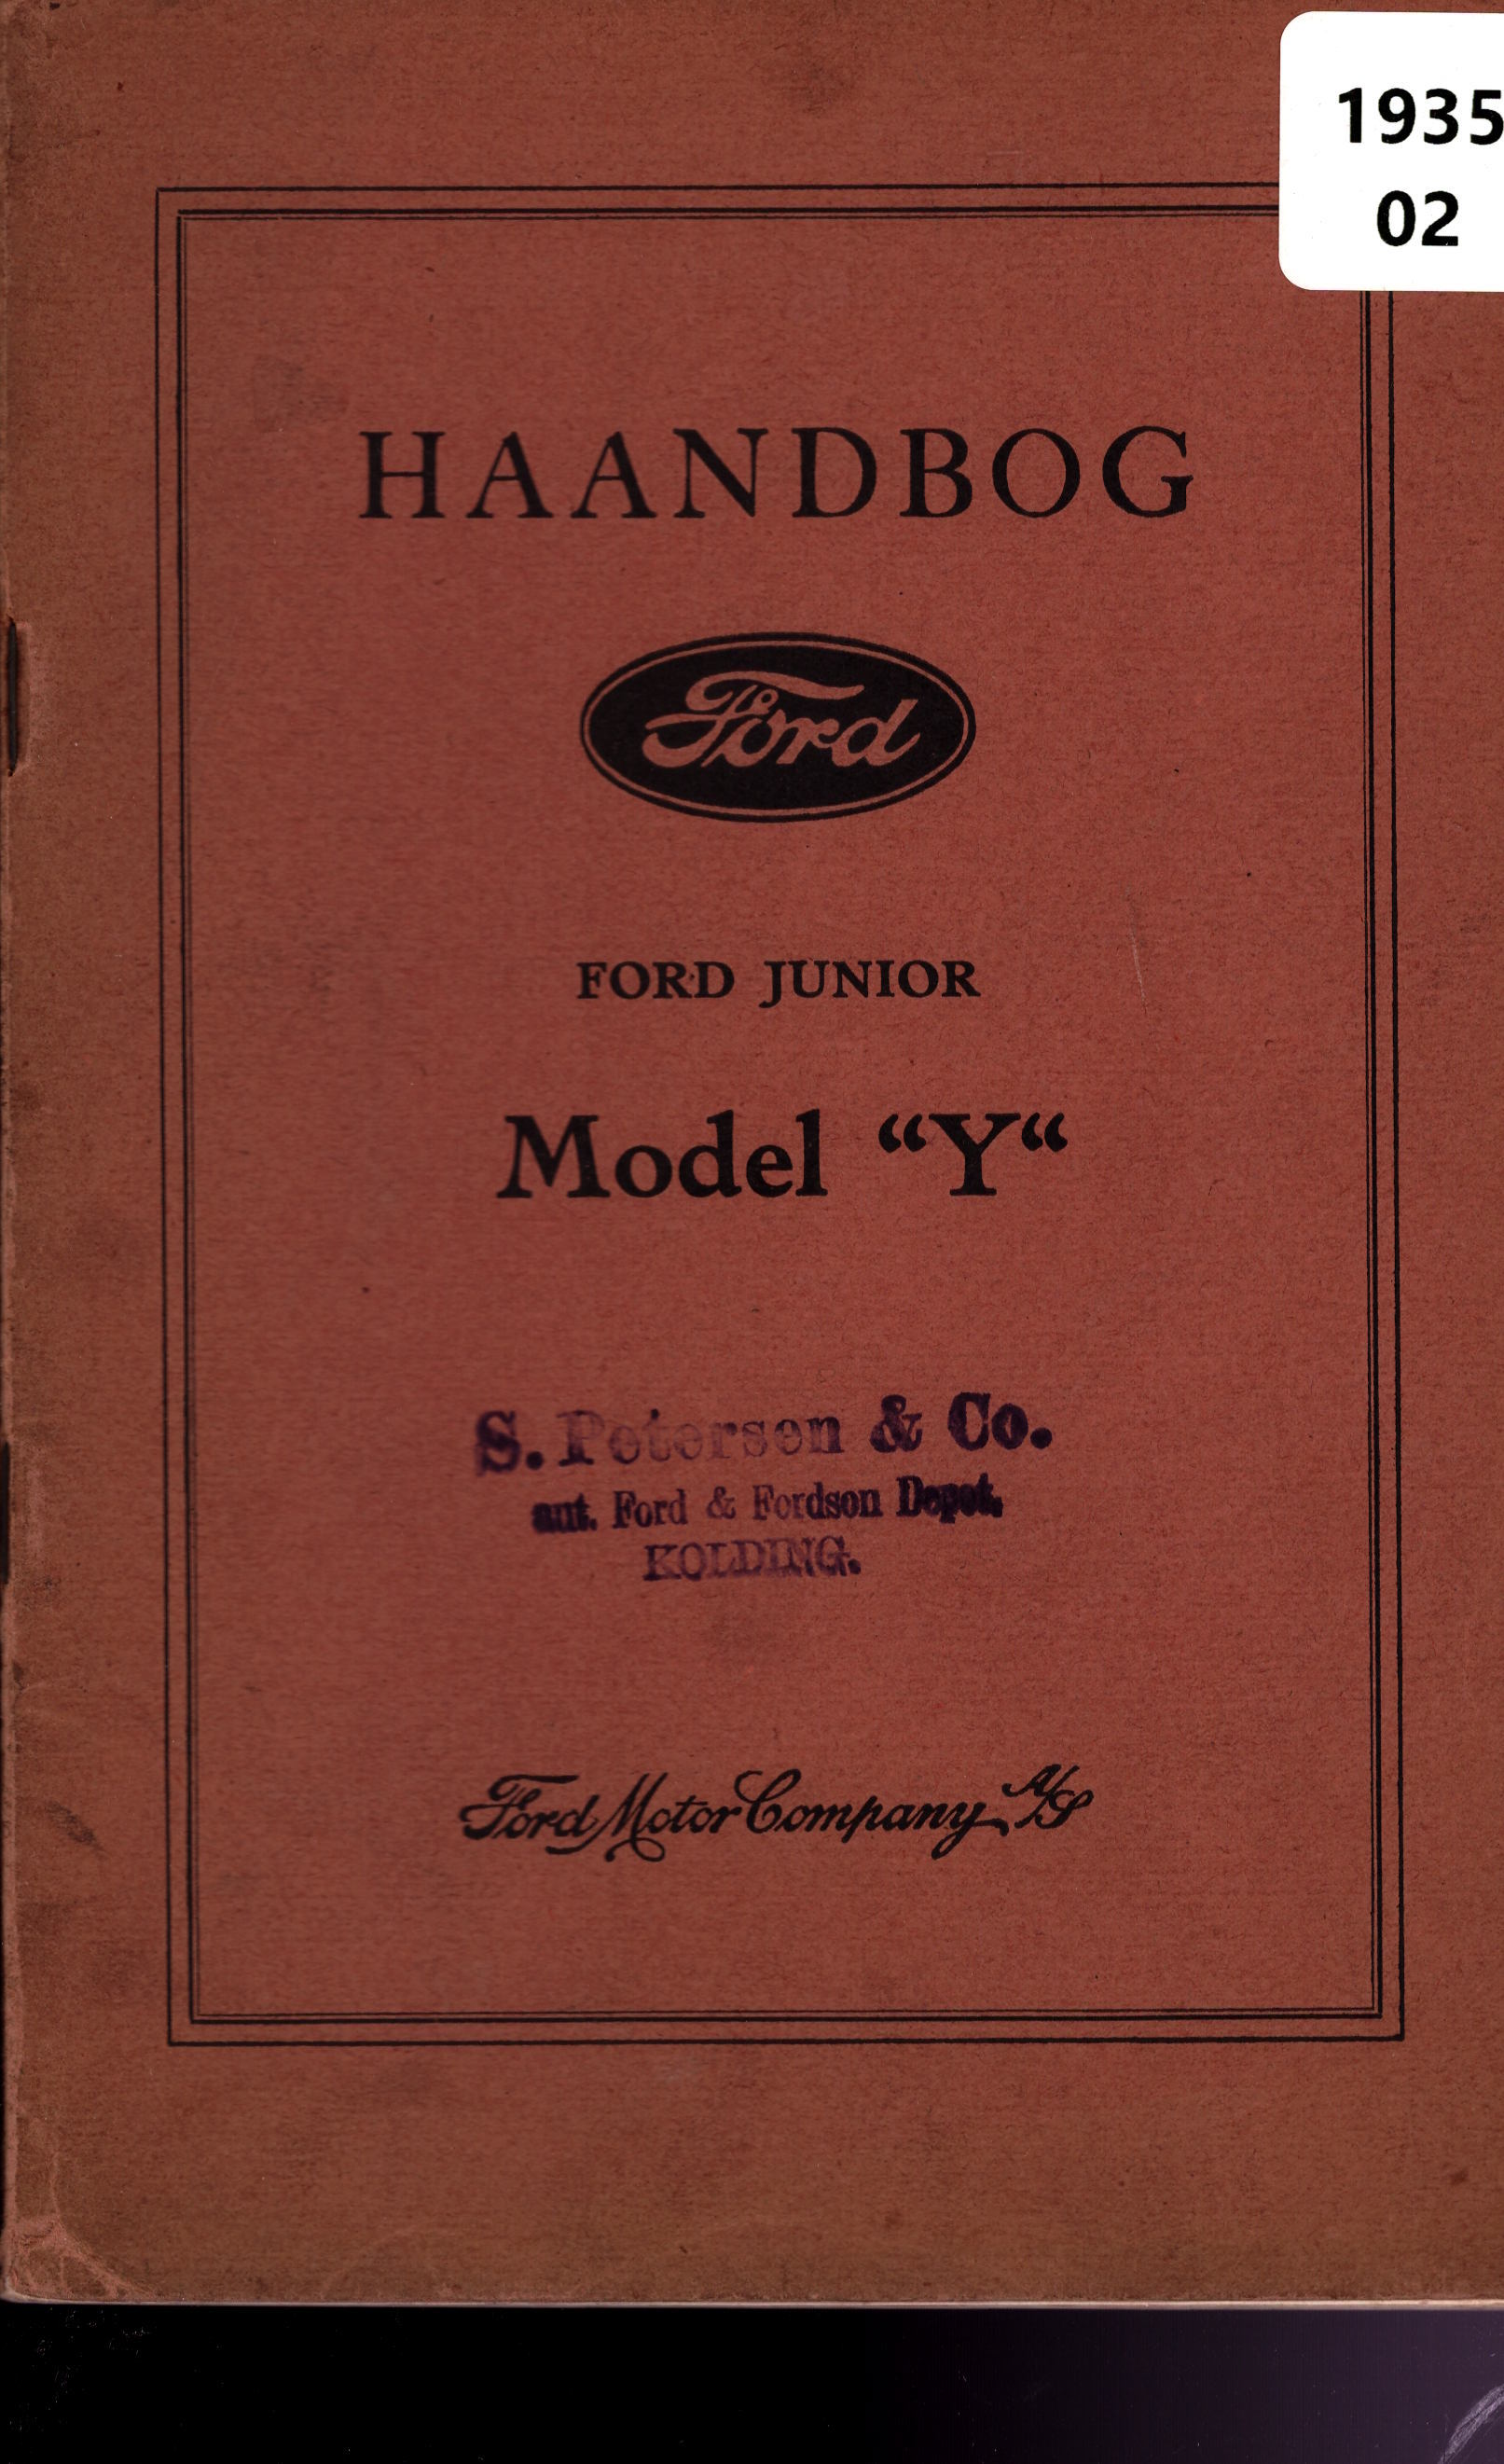 1935
02
HAANDBOG
Ford
FORD JUNIOR
Model “Y“
S. Petersen & Co.
aut. Ford & Fordson Depot.
KOLDING.
Ford Motor Company A/S